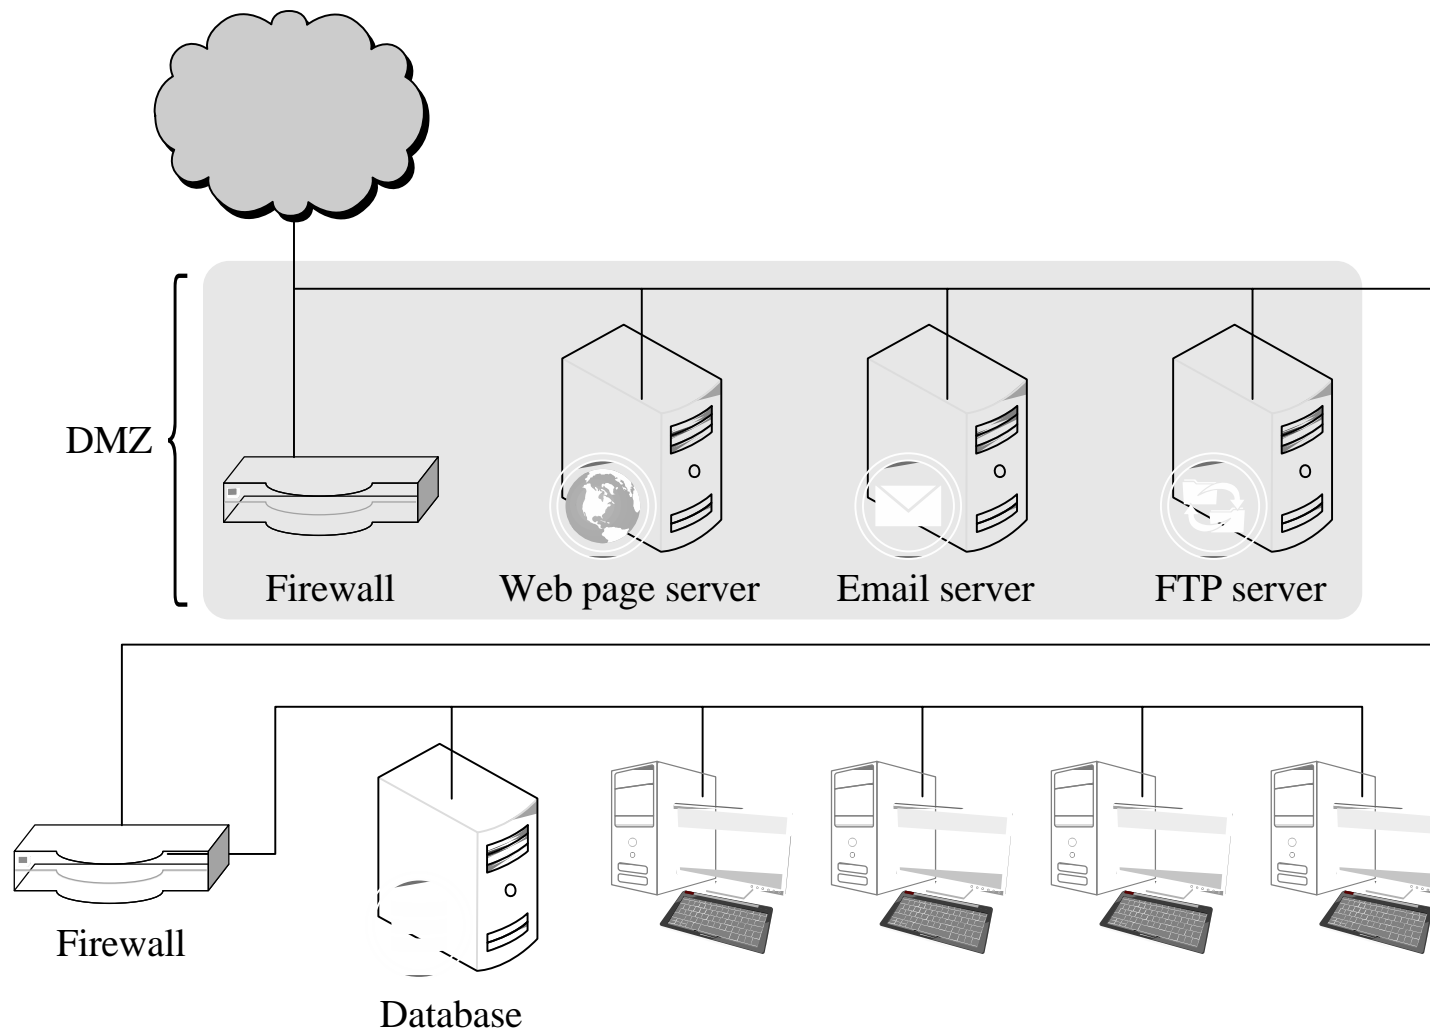 DMZ
Firewall
Web page server
Email server
FTP server
Firewall
Database